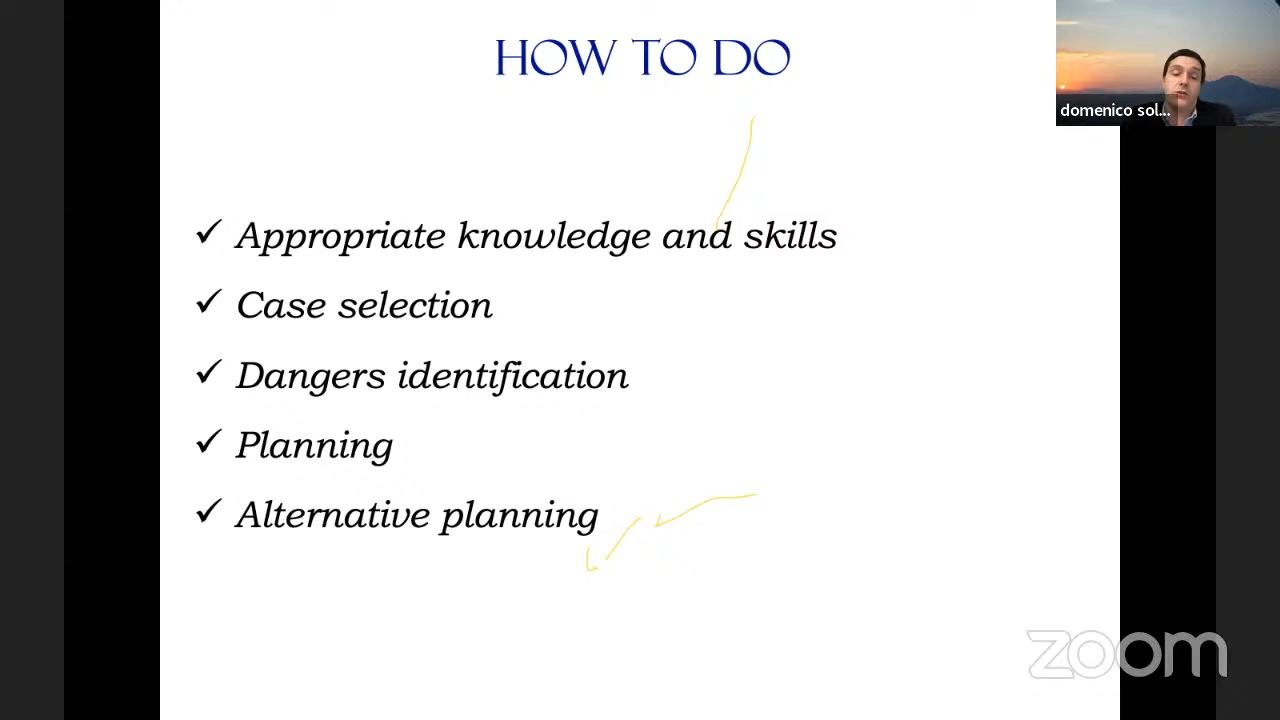 HOW TO DO
domenico sol...
✓ Appropriate knowledge and skills
✓ Case selection
✓ Dangers identification
✓ Planning
✓ Alternative planning
zoom